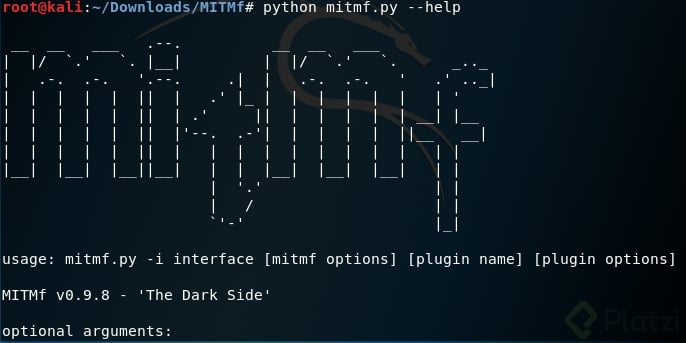 root@kali:~/Downloads/MITMf# python mitmf.py --help
MITMf
usage: mitmf.py -i interface [mitmf options] [plugin name] [plugin options]
MITMf v0.9.8 - 'The Dark Side'
optional arguments:
Platzi